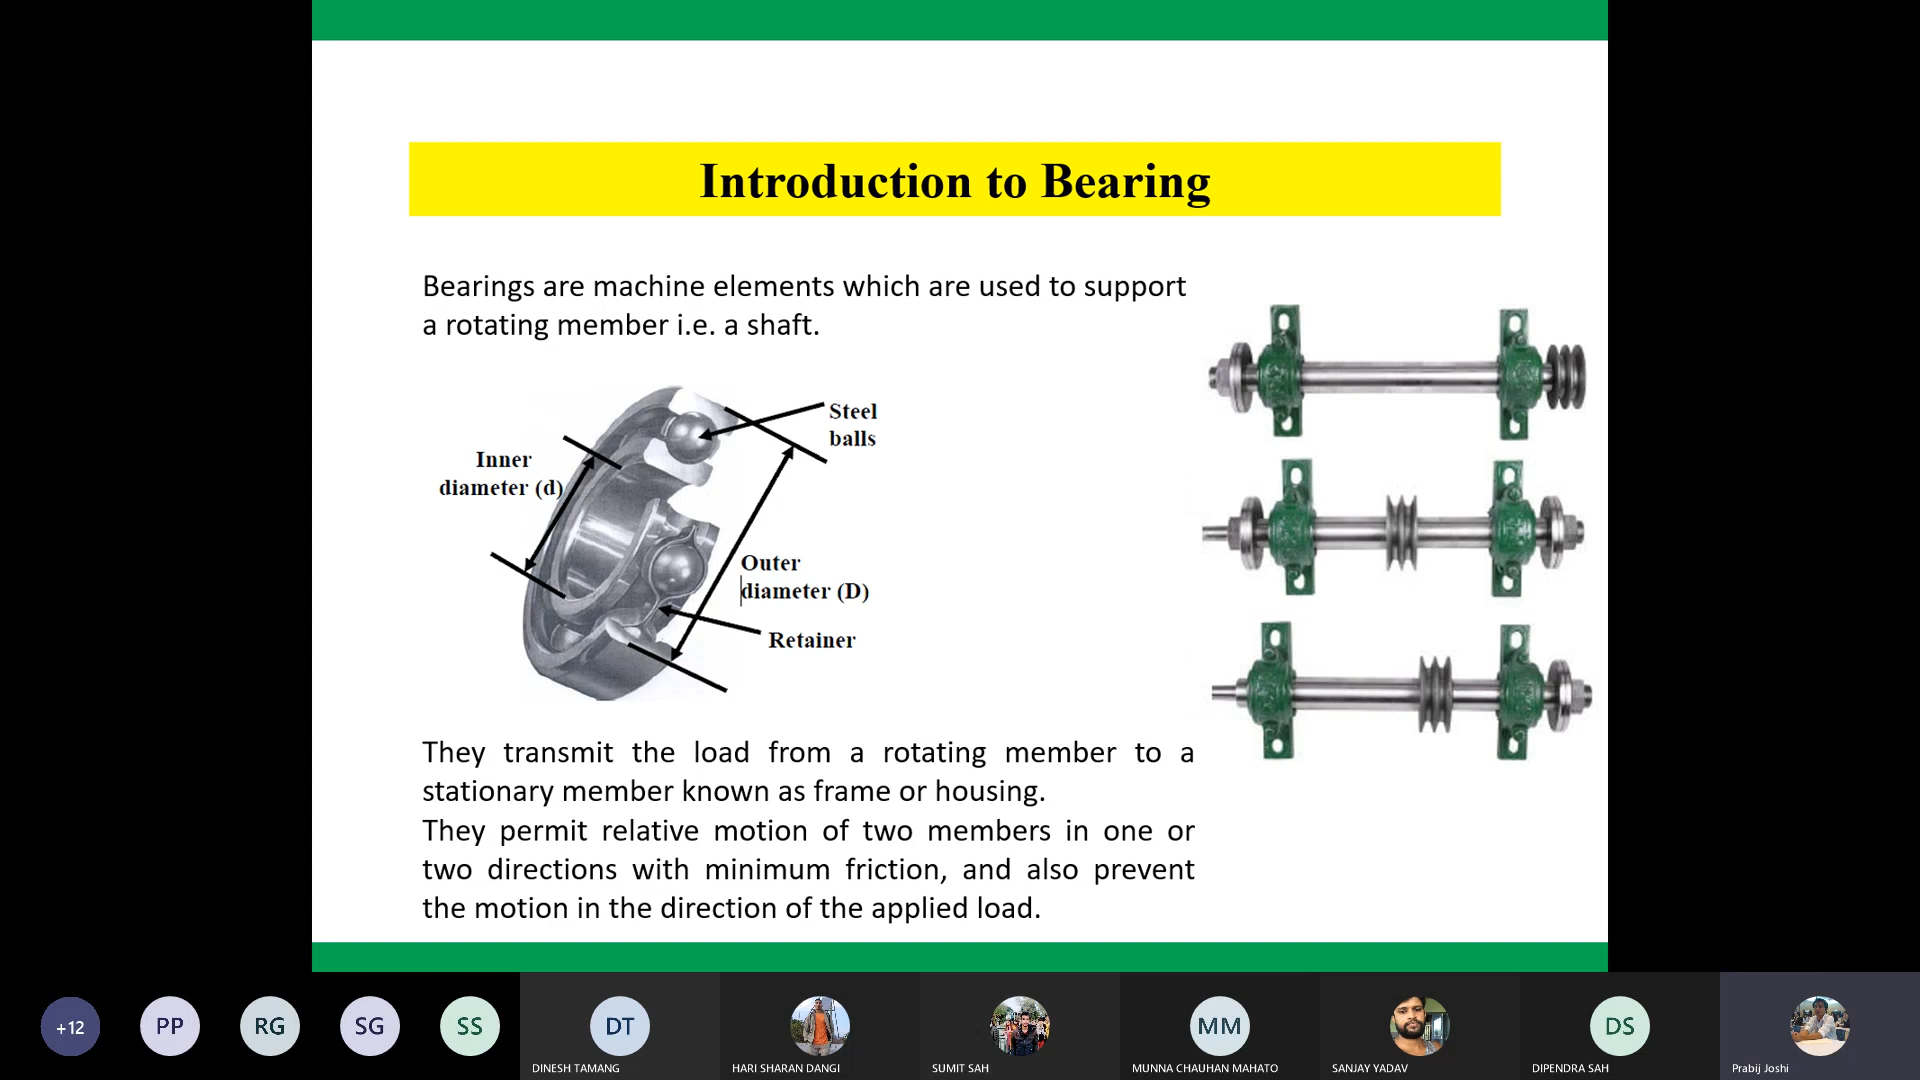 Introduction to Bearing
Bearings are machine elements which are used to support
a rotating member i.e. a shaft.
Steel
balls
Inner
diameter (d)
Outer
diameter (D)
Retainer
They transmit the load from a rotating member to a
stationary member known as frame or housing.
They permit relative motion of two members in one or
two directions with minimum friction, and also prevent
the motion in the direction of the applied load.
+12
PP
RG
SG
SS
DT
DINESH TAMANG
HARI SHARAN DANGI
SUMIT SAH
MM
MUNNA CHAUHAN MAHATO
SANJAY YADAV
DS
DIPENDRA SAH
Prabij Joshi